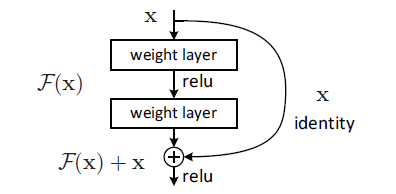 x
weight layer
relu
F(x)
weight layer
x
identity
F(x) + x
+
relu